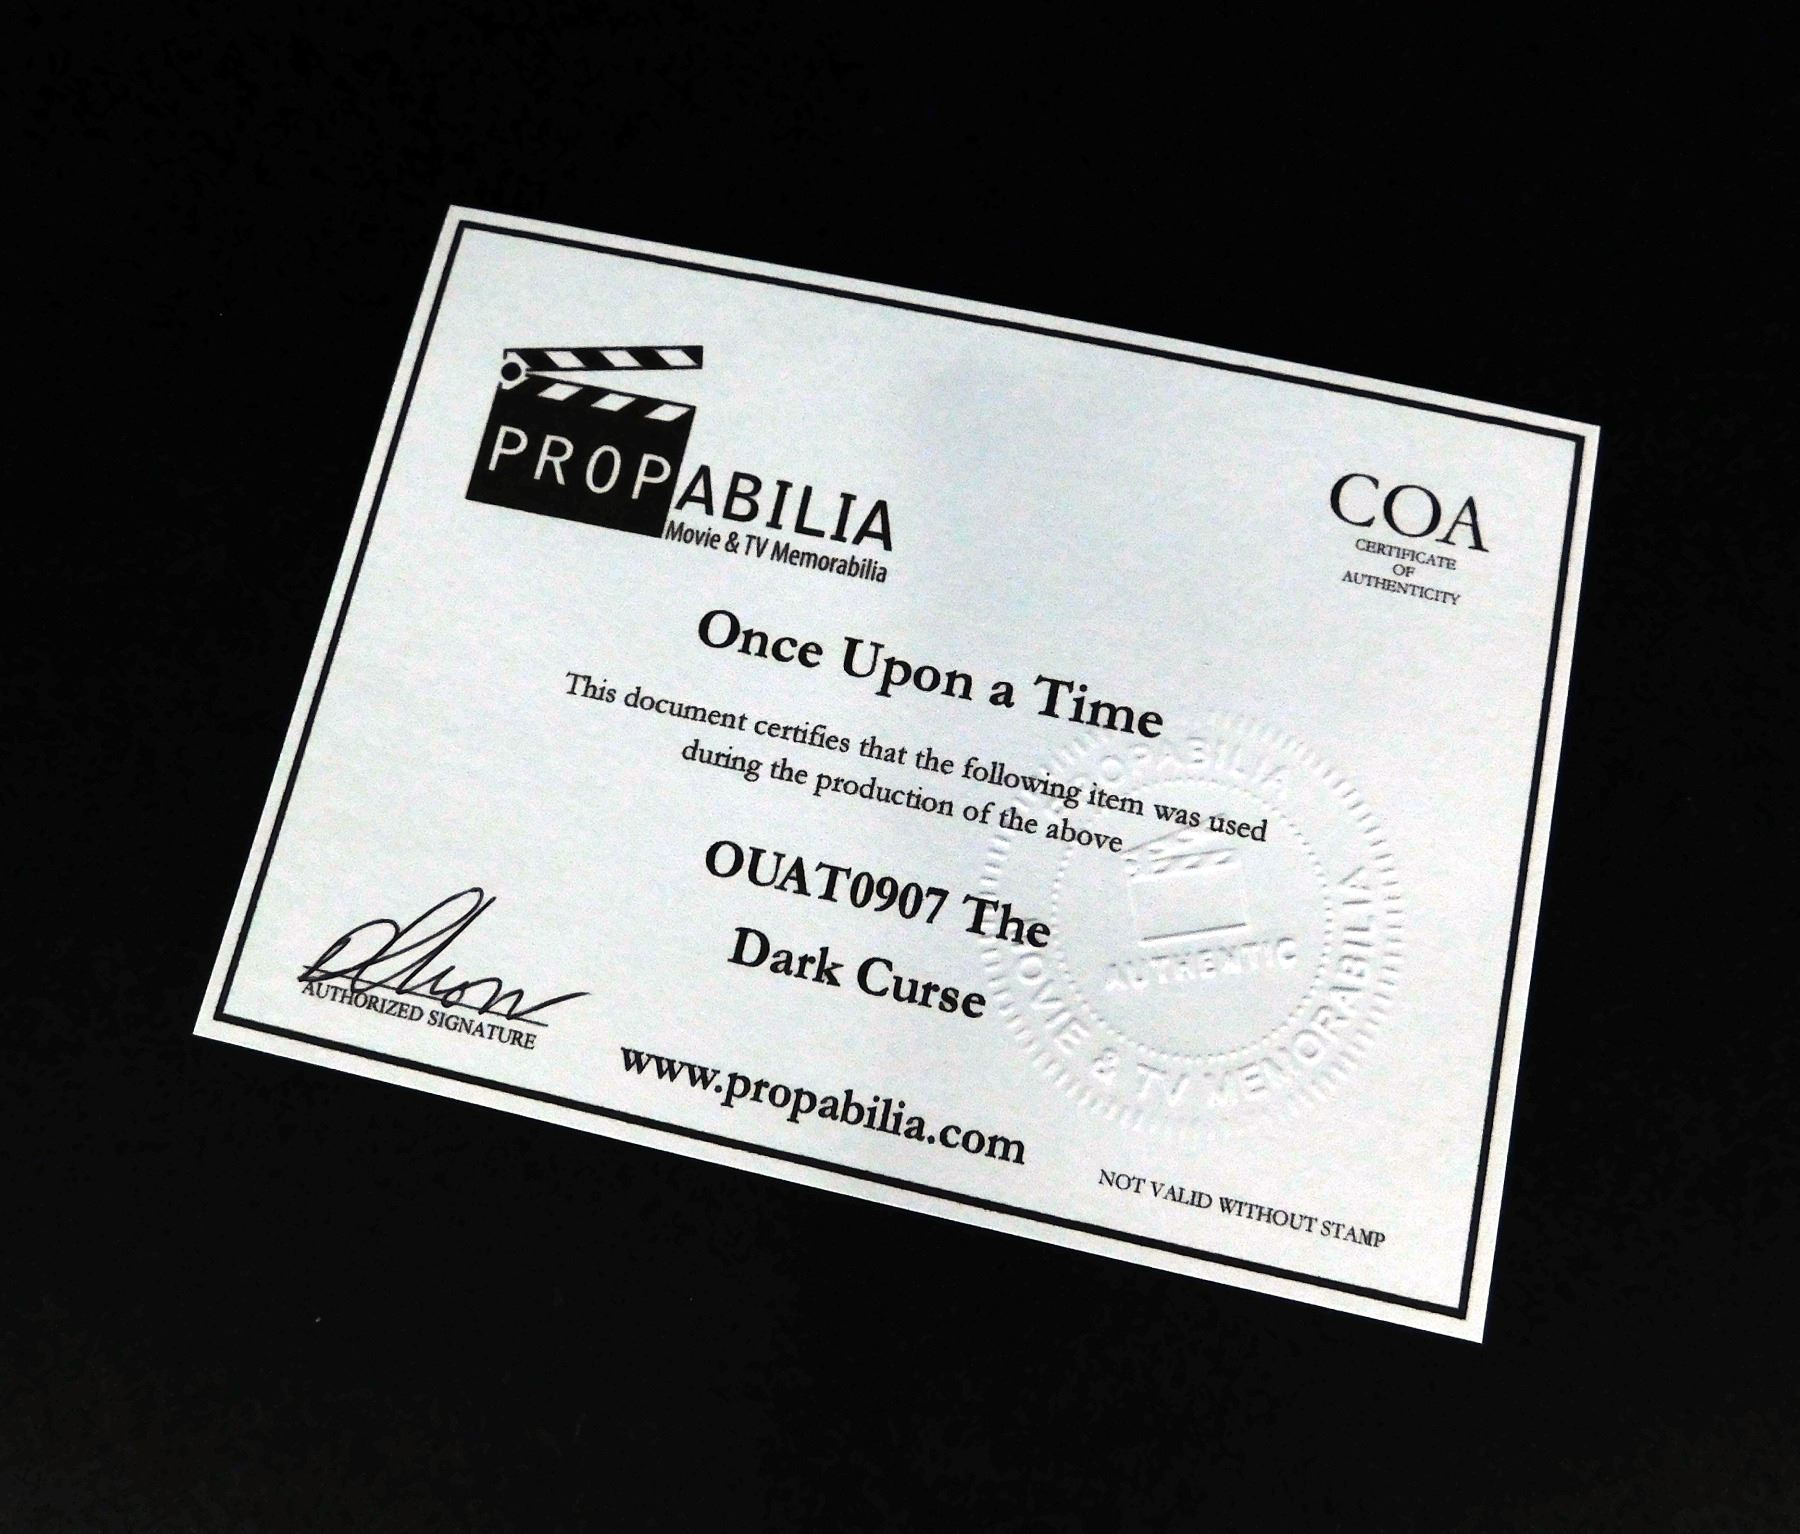 PROPABILIA
Movie & TV Memorabilia
COA
CERTIFICATE
OF
AUTHENTICITY
Once Upon a Time
This document certifies that the following item was used
during the production of the above
OUAT0907 The
Dark Curse
AUTHORIZED SIGNATURE
www.propabilia.com
NOT VALID WITHOUT STAMP
PROPABILIA
AUTHENTIC
MOVIE & TV MEMORABILIA